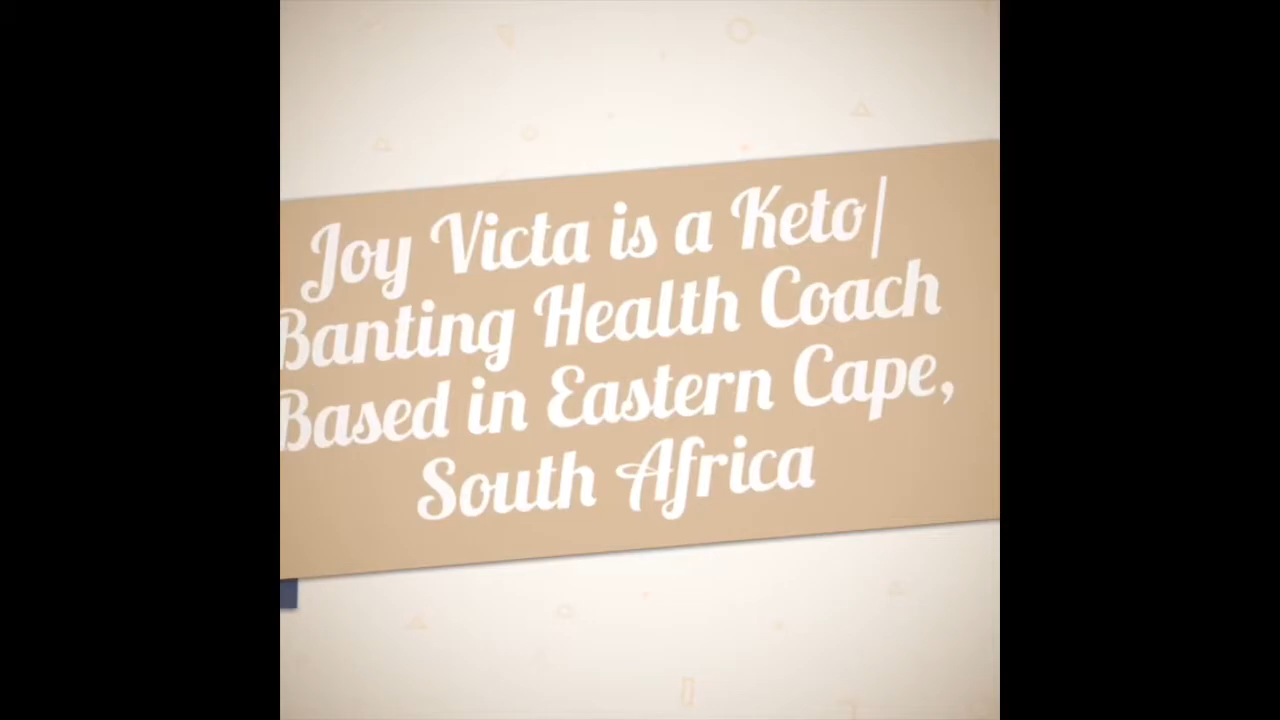 Joy Victa is a Keto/
Banting Health Coach
Based in Eastern Cape,
South Africa